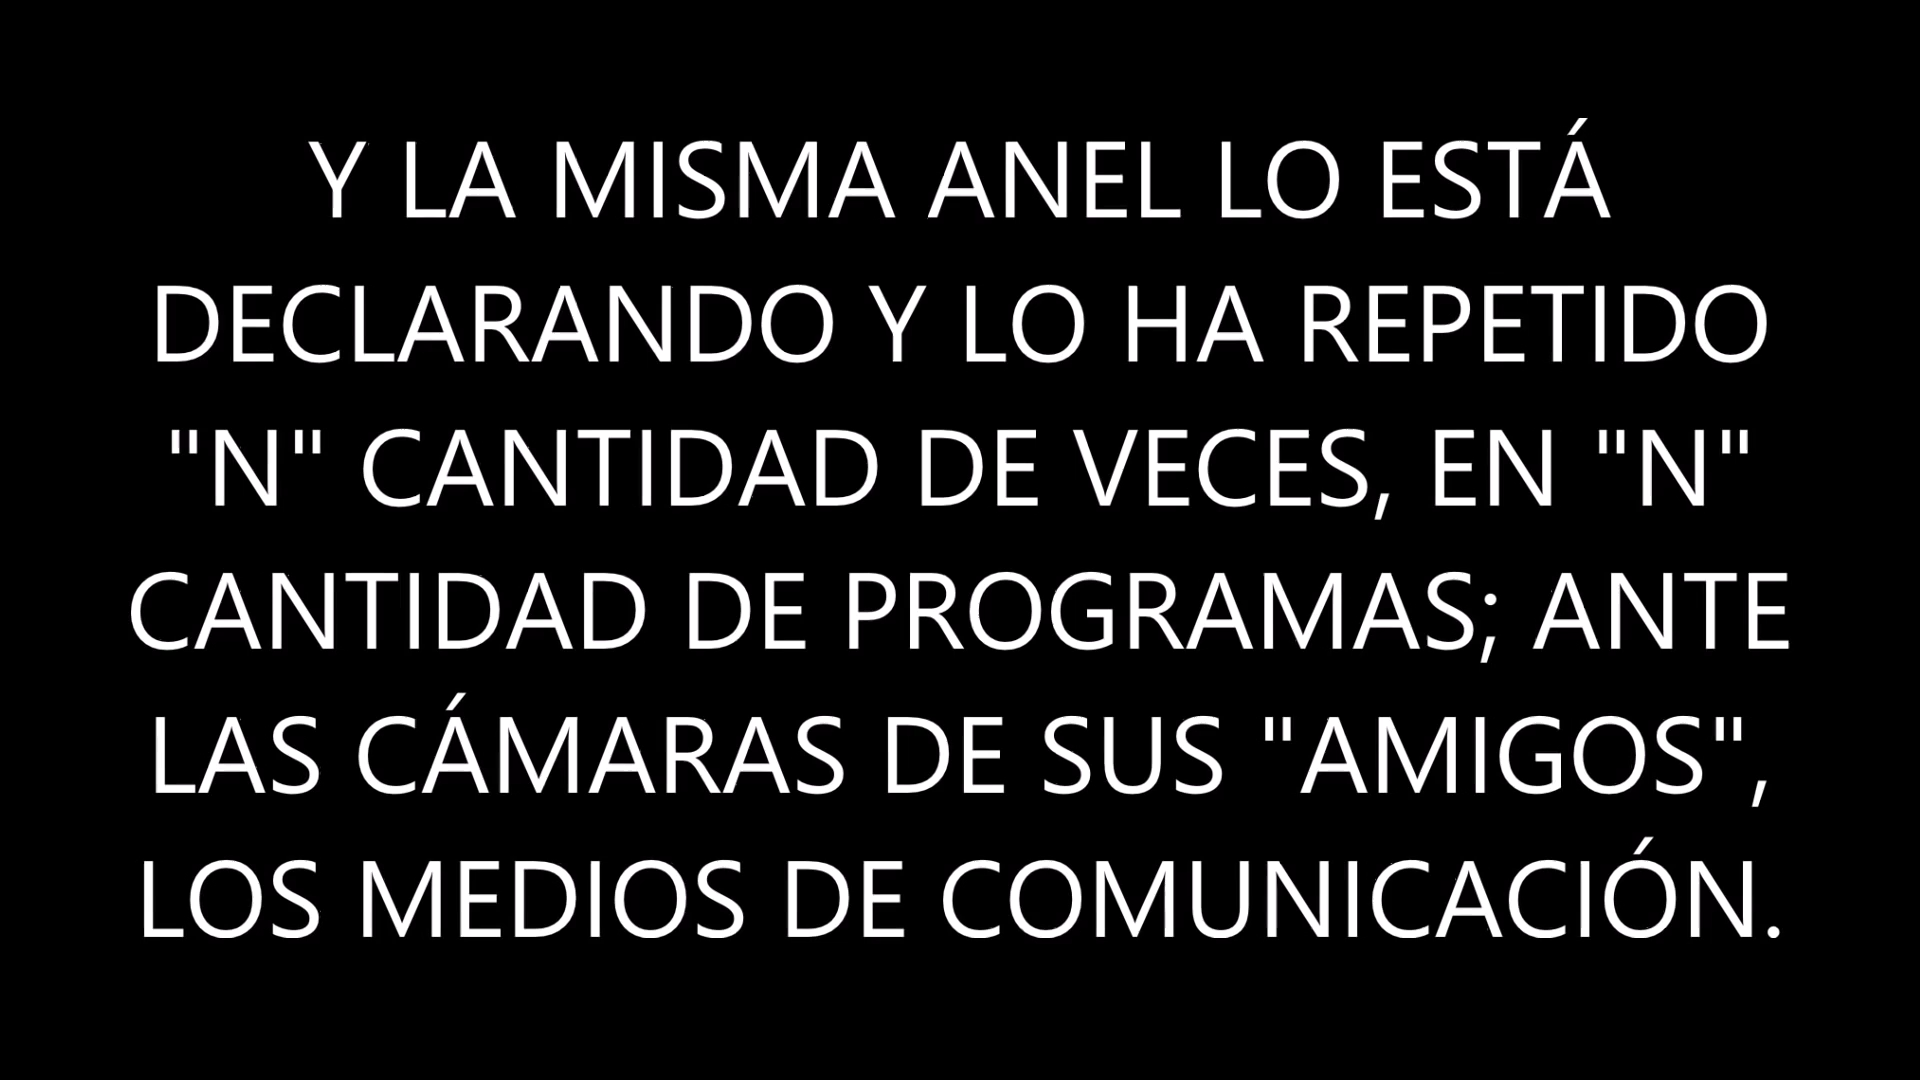 Y LA MISMA ANEL LO ESTÁ
DECLARANDO Y LO HA REPETIDO
"N" CANTIDAD DE VECES, EN "N"
CANTIDAD DE PROGRAMAS; ANTE
LAS CÁMARAS DE SUS "AMIGOS",
LOS MEDIOS DE COMUNICACIÓN.